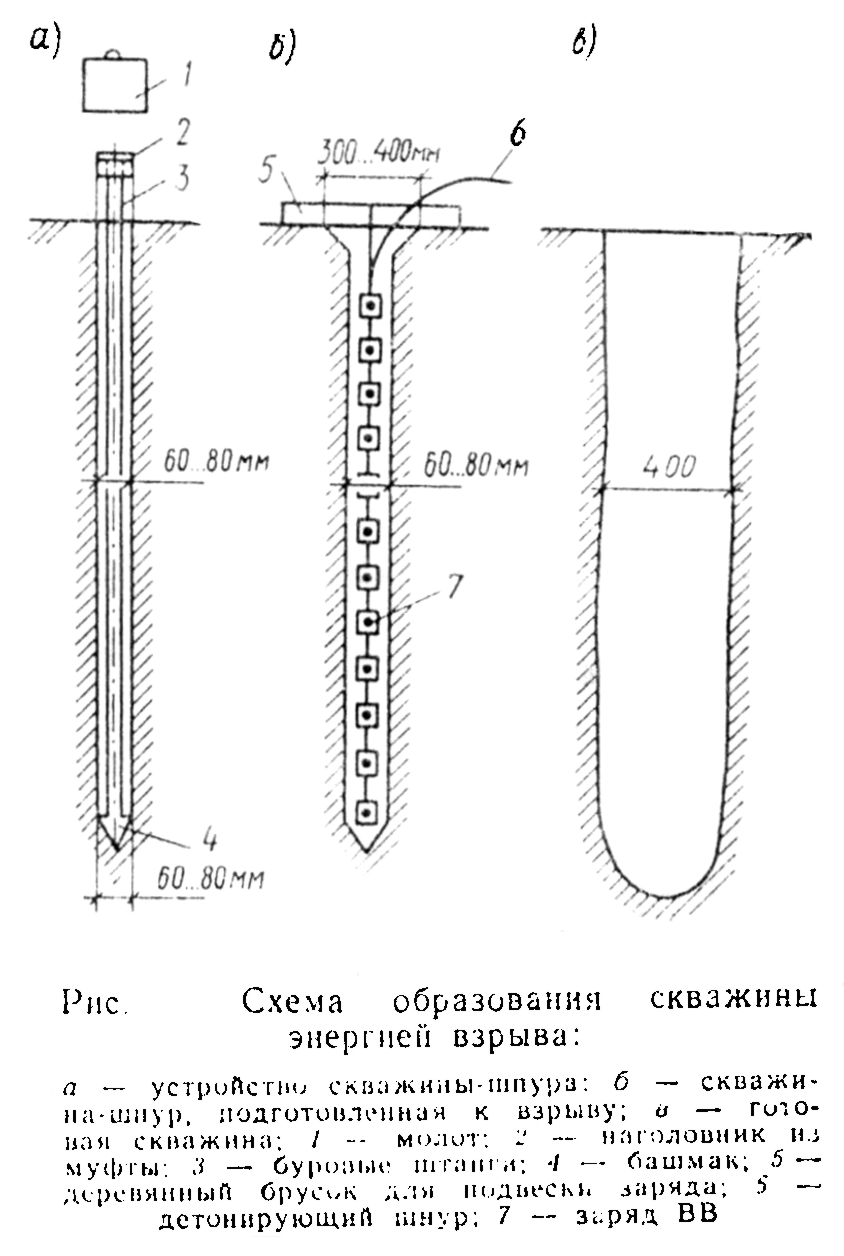 а) б) в)
1
2
3
300...400мм
5
6
60...80мм
60...80мм
400
7
4
60...80мм
Рис. Схема образования скважины
энергией взрыва:
а — устройство скважины-шпура; б — скважи-
на-шпур, подготовленная к взрыву; в — гото-
вая скважина; 1 — молот; 2 — наголовник из
муфты; 3 — буровые штанги; 4 — башмак; 5 —
деревянный брусок для подвески заряда; 5 —
детонирующий шнур; 7 — заряд ВВ